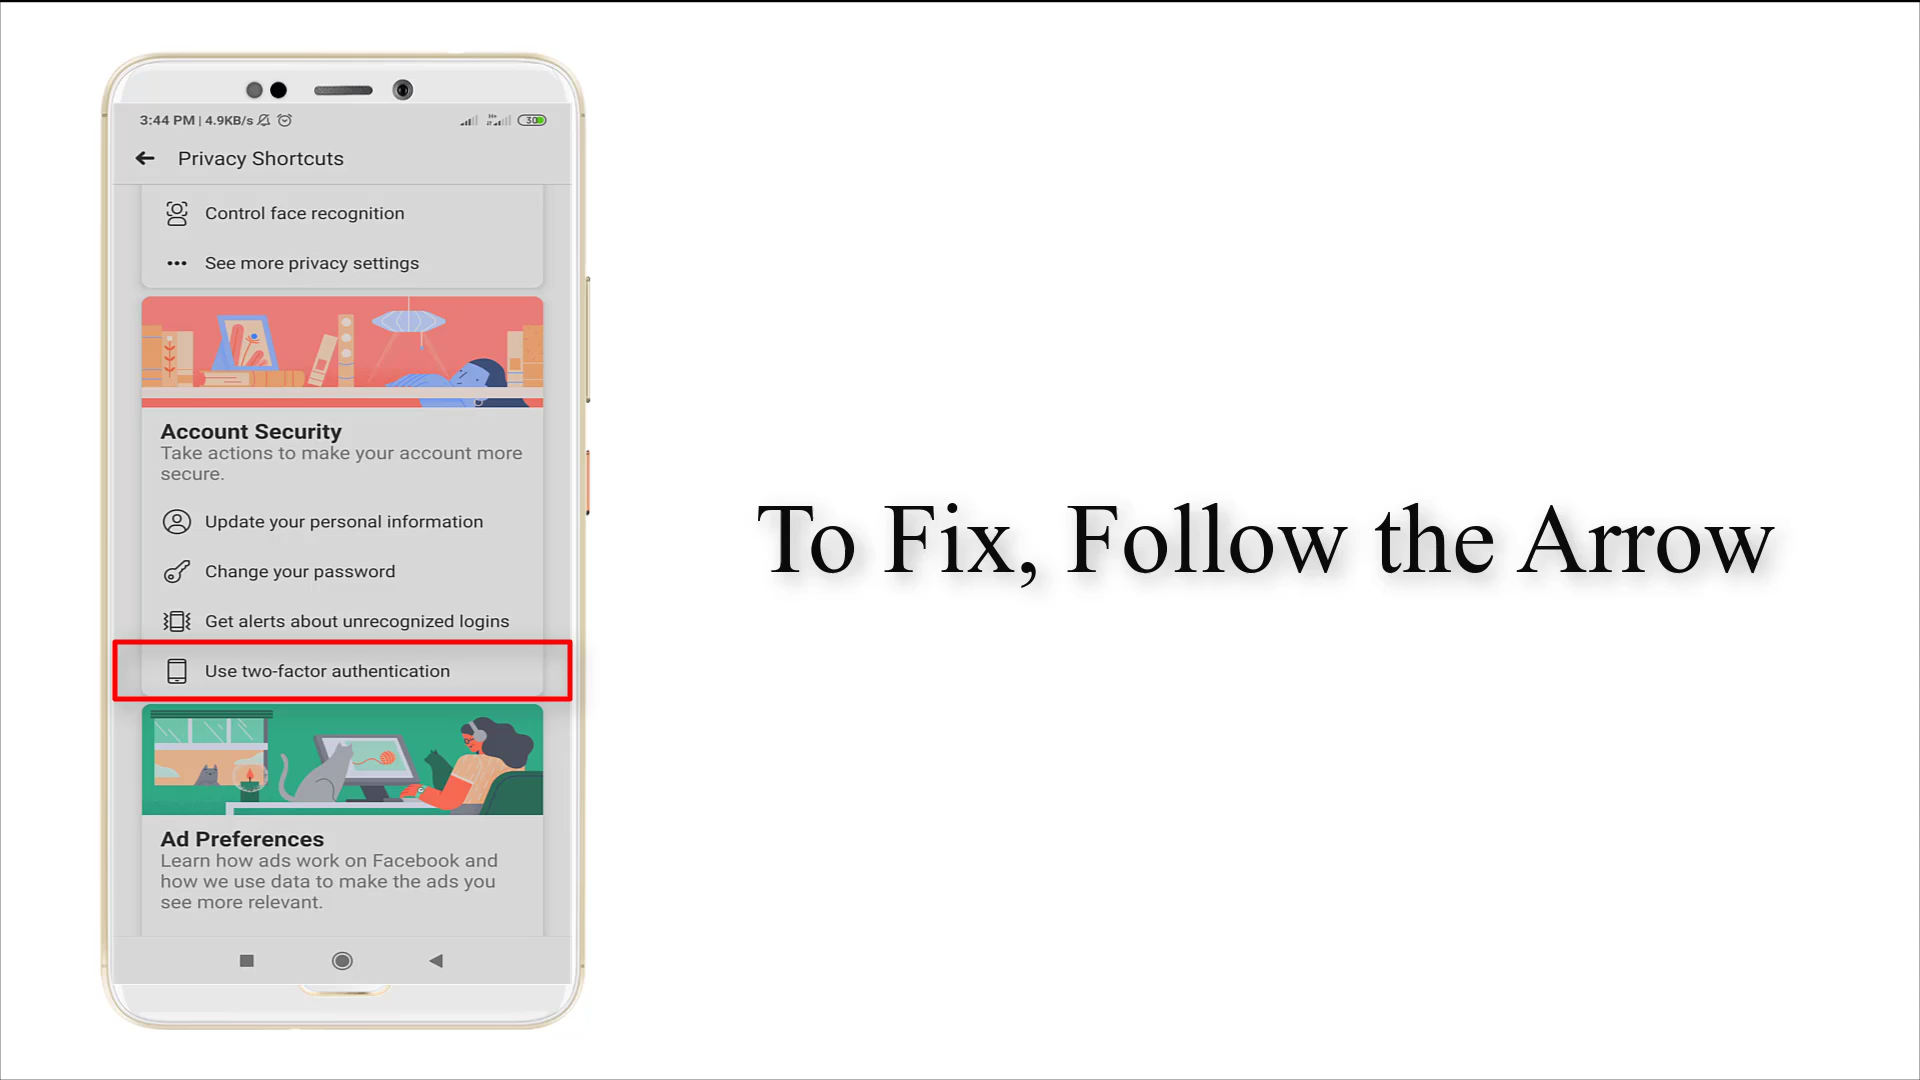 3:44 PM | 4.9KB/s
30
Privacy Shortcuts
Control face recognition
See more privacy settings
Account Security
Take actions to make your account more
secure.
Update your personal information
Change your password
Get alerts about unrecognized logins
Use two-factor authentication
Ad Preferences
Learn how ads work on Facebook and
how we use data to make the ads you
see more relevant.
To Fix, Follow the Arrow